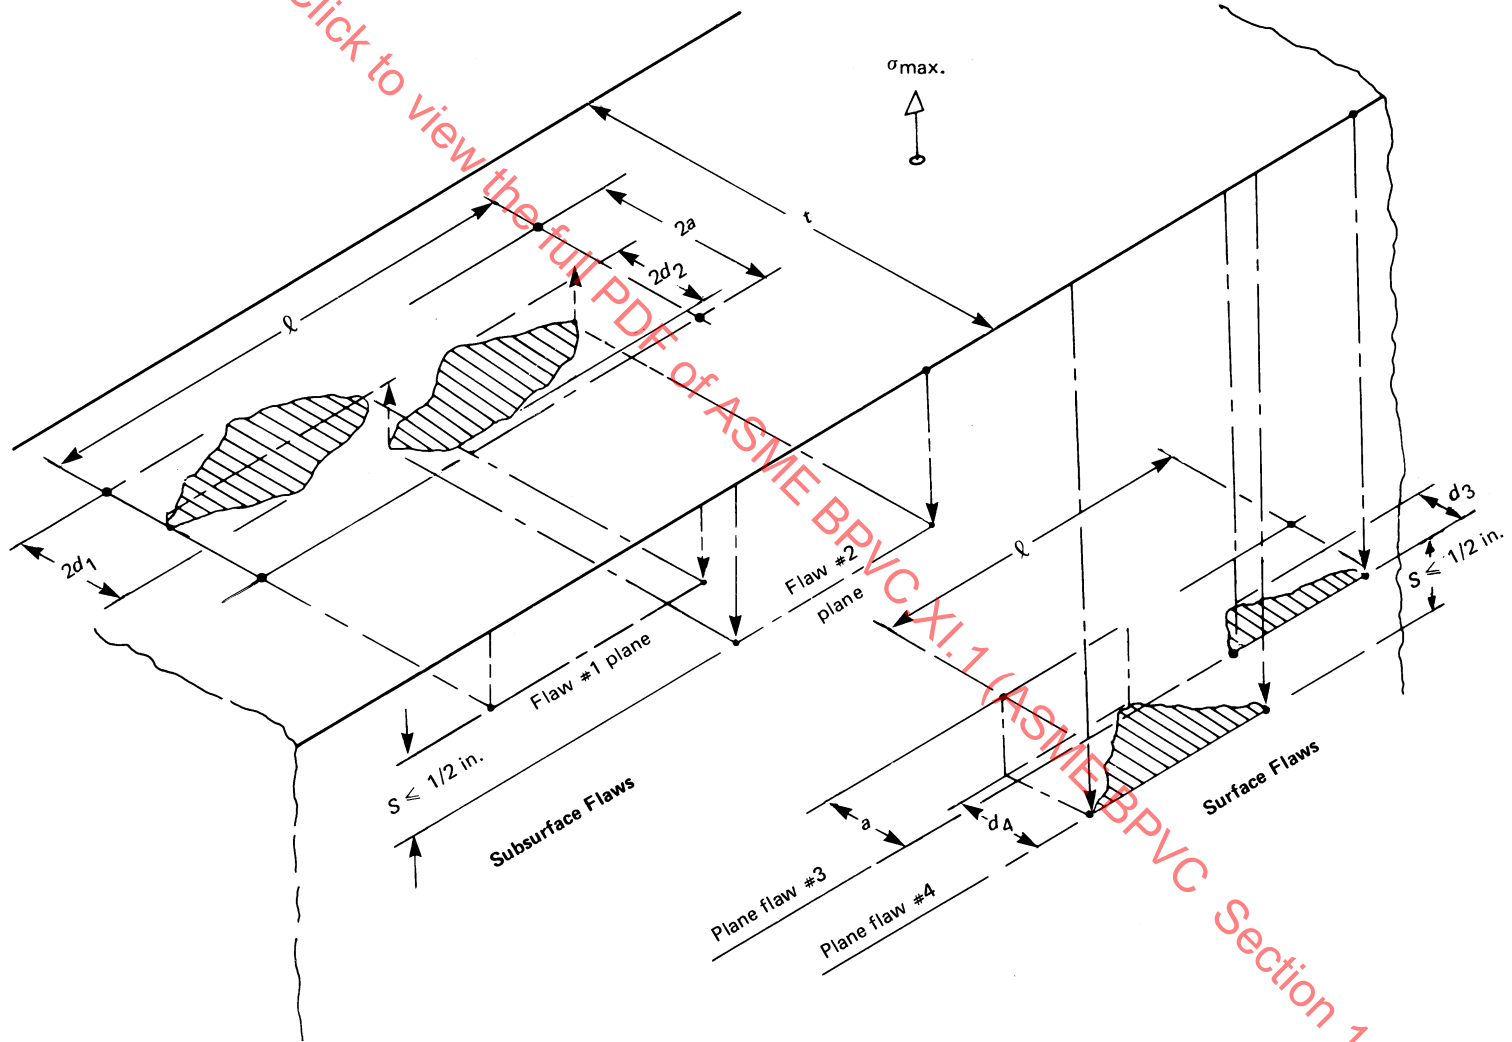 Click to view the full PDF of ASME BPVC XI.1 (ASME BPVC Section 1
σmax.
t
2a
2d2
ℓ
2d1
Flaw #2
plane
Flaw #1 plane
S ≦ 1/2 in.
Subsurface Flaws
ℓ
d3
S ≦ 1/2 in.
a
d4
Plane flaw #3
Plane flaw #4
Surface Flaws